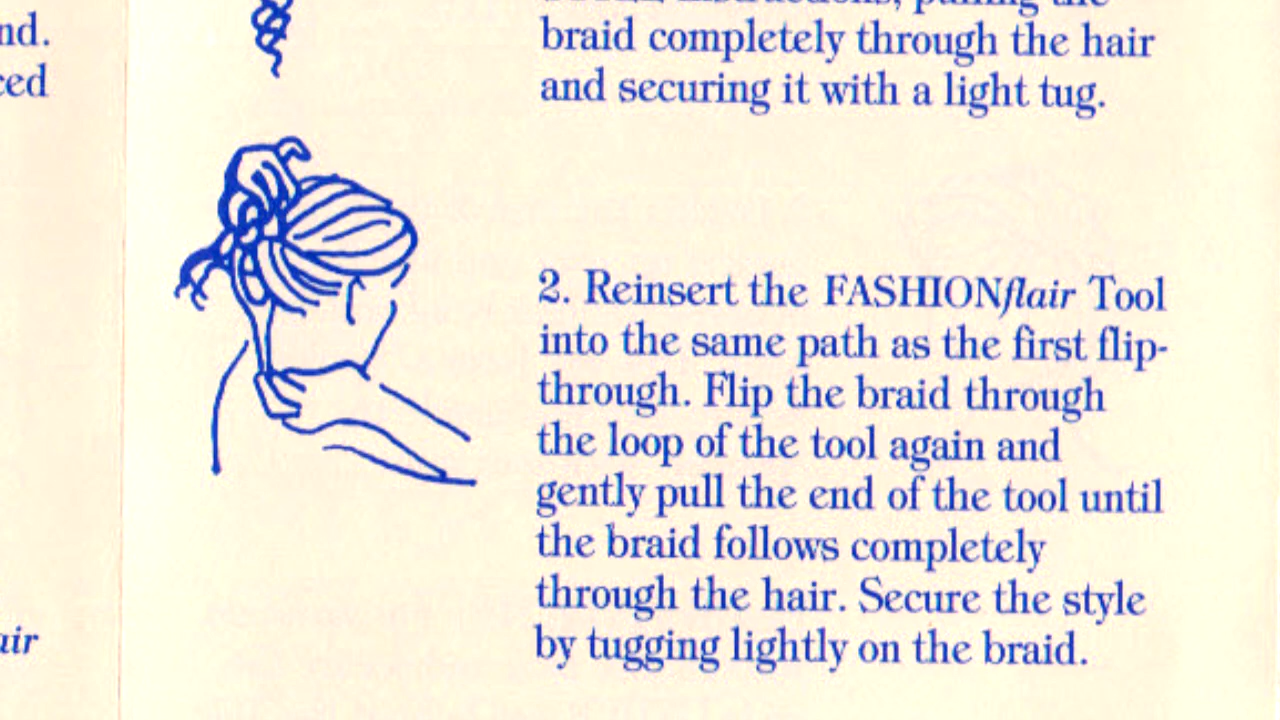 nd.
ced
air
instructions, pulling the
braid completely through the hair
and securing it with a light tug.
2. Reinsert the FASHIONflair Tool
into the same path as the first flip-
through. Flip the braid through
the loop of the tool again and
gently pull the end of the tool until
the braid follows completely
through the hair. Secure the style
by tugging lightly on the braid.